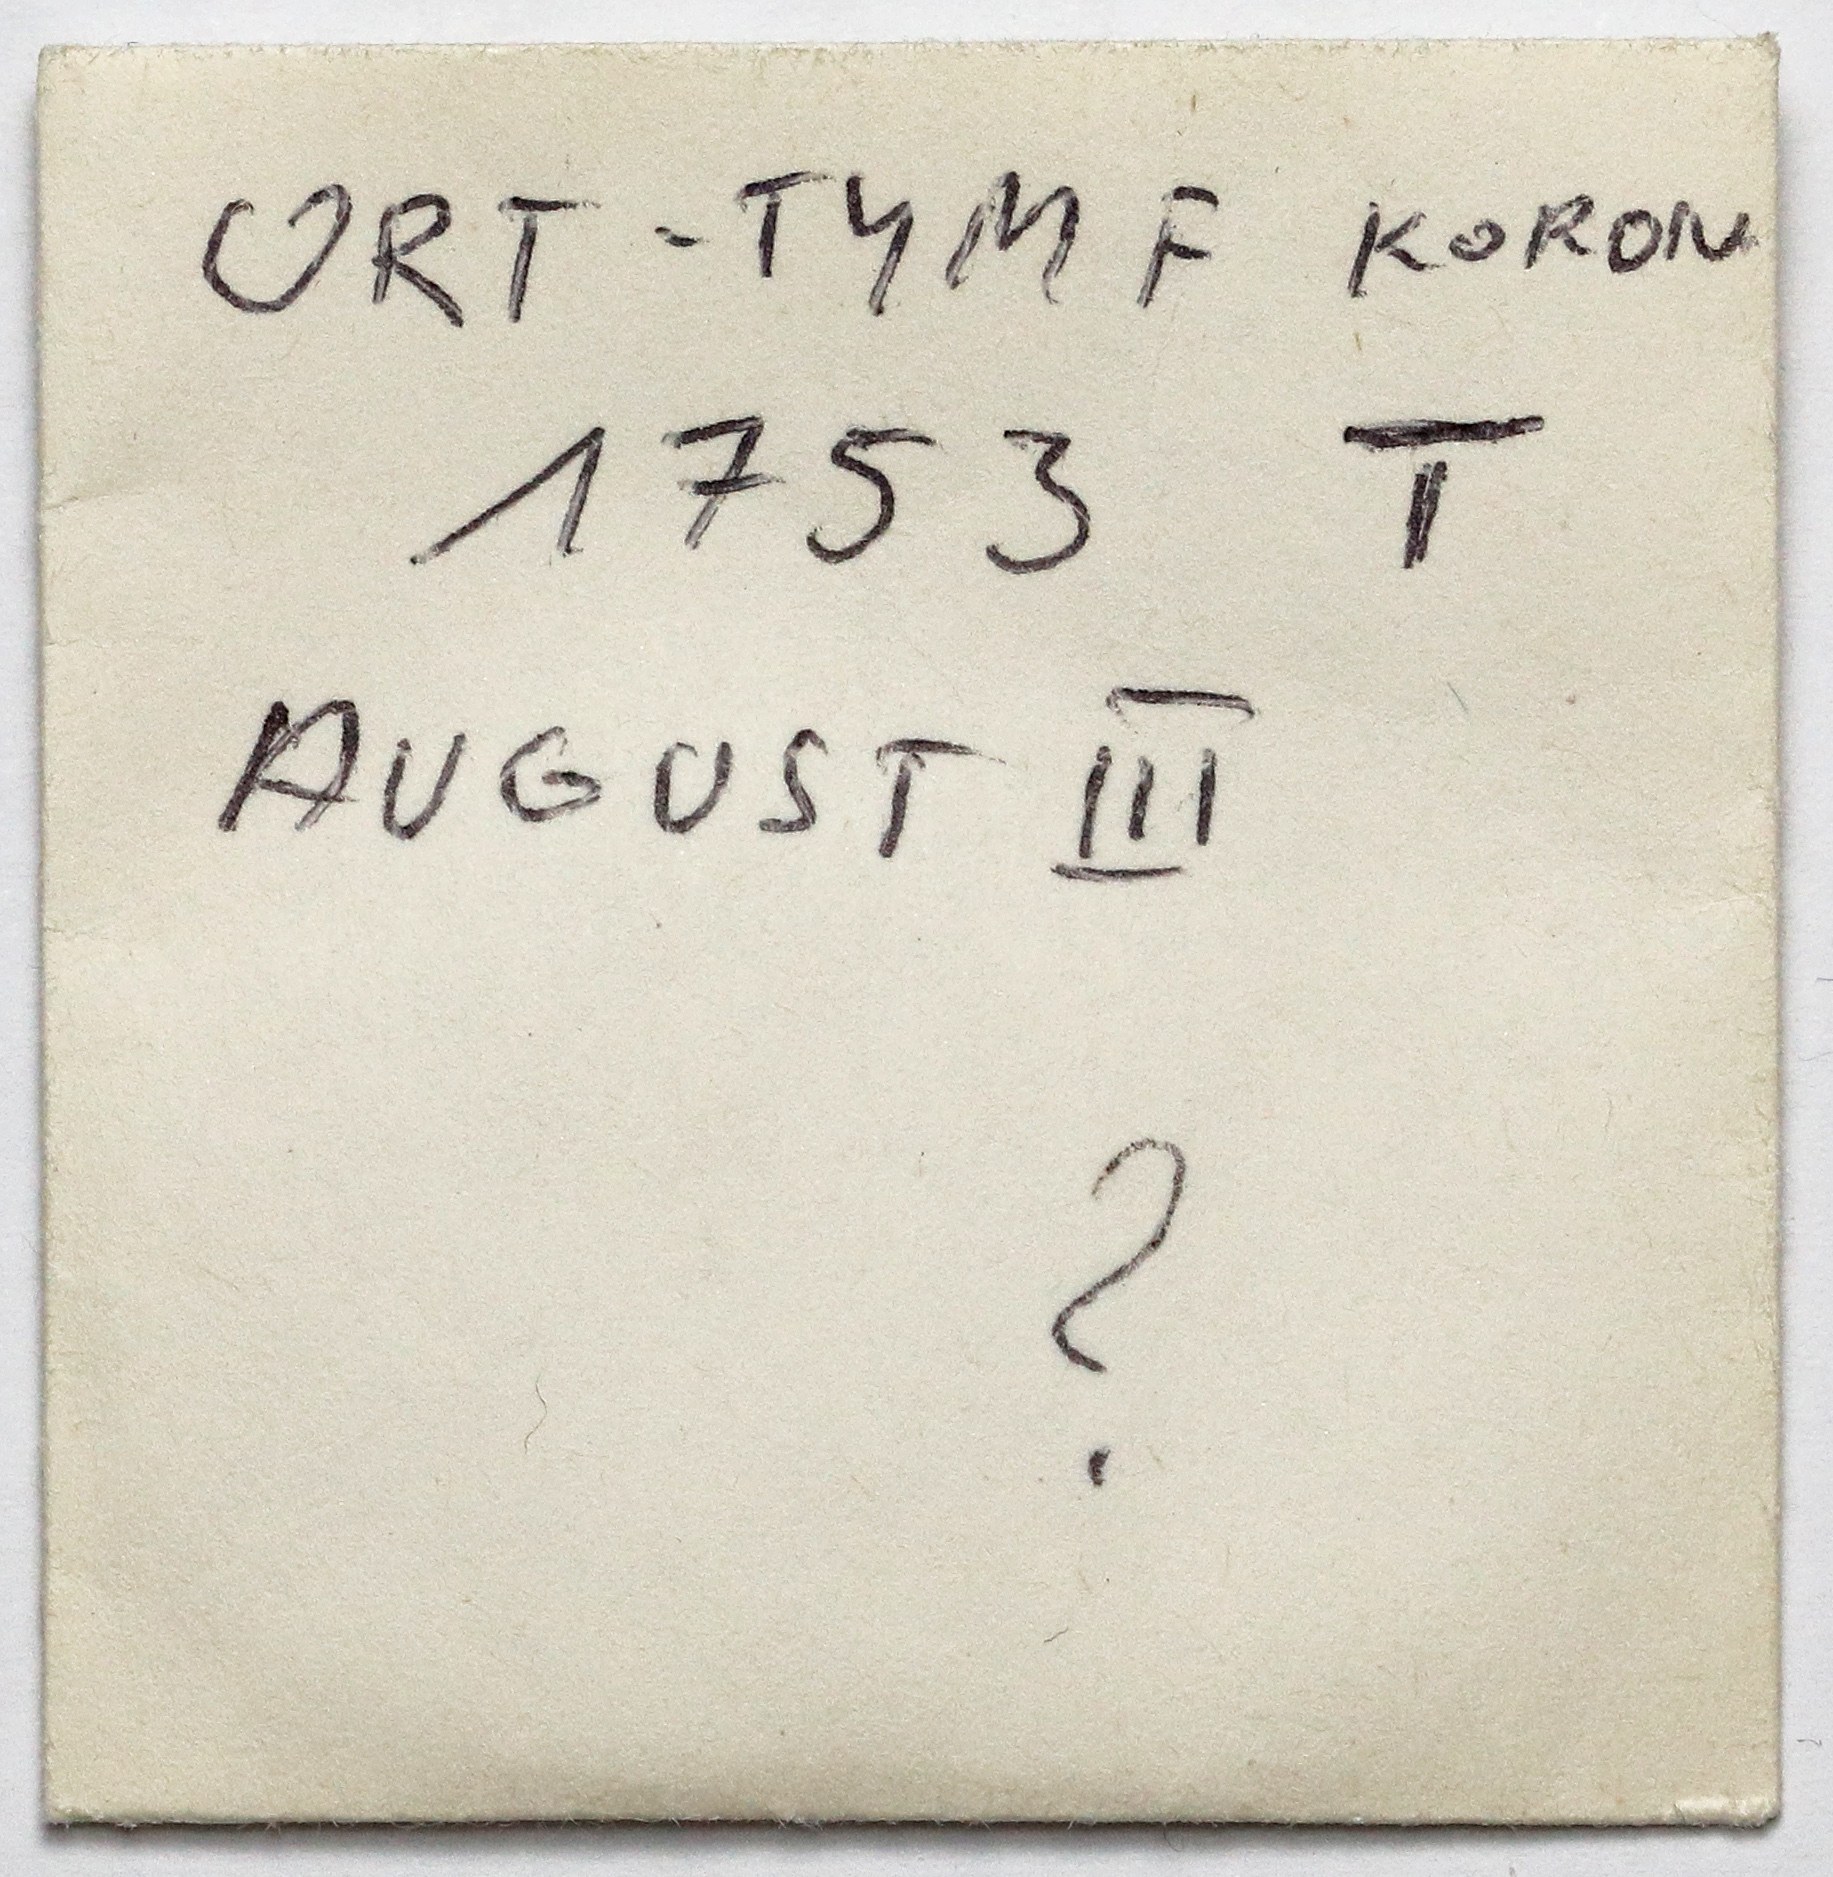 ORT-TYMF KORON
1753 T
AUGUST III
?